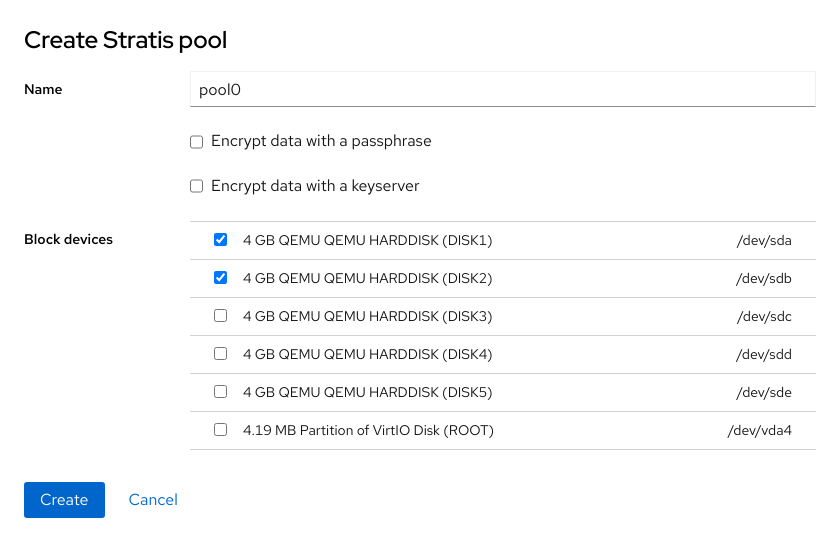 Create Stratis pool
Name
pool0
Encrypt data with a passphrase
Encrypt data with a keyserver
Block devices
4 GB QEMU QEMU HARDDISK (DISK1) /dev/sda
4 GB QEMU QEMU HARDDISK (DISK2) /dev/sdb
4 GB QEMU QEMU HARDDISK (DISK3) /dev/sdc
4 GB QEMU QEMU HARDDISK (DISK4) /dev/sdd
4 GB QEMU QEMU HARDDISK (DISK5) /dev/sde
4.19 MB Partition of VirtIO Disk (ROOT) /dev/vda4
Create Cancel